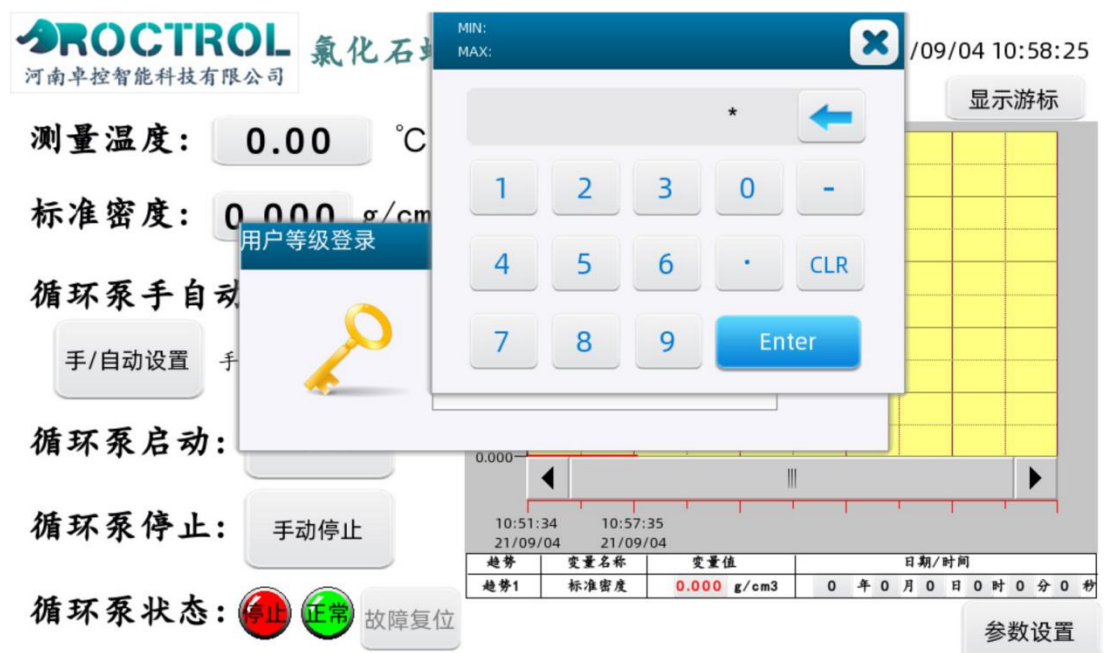 ROCTROL
河南卓控智能科技有限公司
氯化石
/09/04 10:58:25
显示游标
MIN:
MAX:
*
1 2 3 0 -
4 5 6 . CLR
7 8 9 Enter
测量温度: 0.00 ℃
标准密度: 0.000 g/cm
用户等级登录
循环泵手自动
手/自动设置 手
循环泵启动:
0.000
循环泵停止: 手动停止
10:51:34 10:57:35
21/09/04 21/09/04
趋势 变量名称 变量值 日期/时间
趋势1 标准密度 0.000 g/cm3 0 年 0 月 0 日 0 时 0 分 0 秒
循环泵状态: 停止 正常 故障复位
参数设置